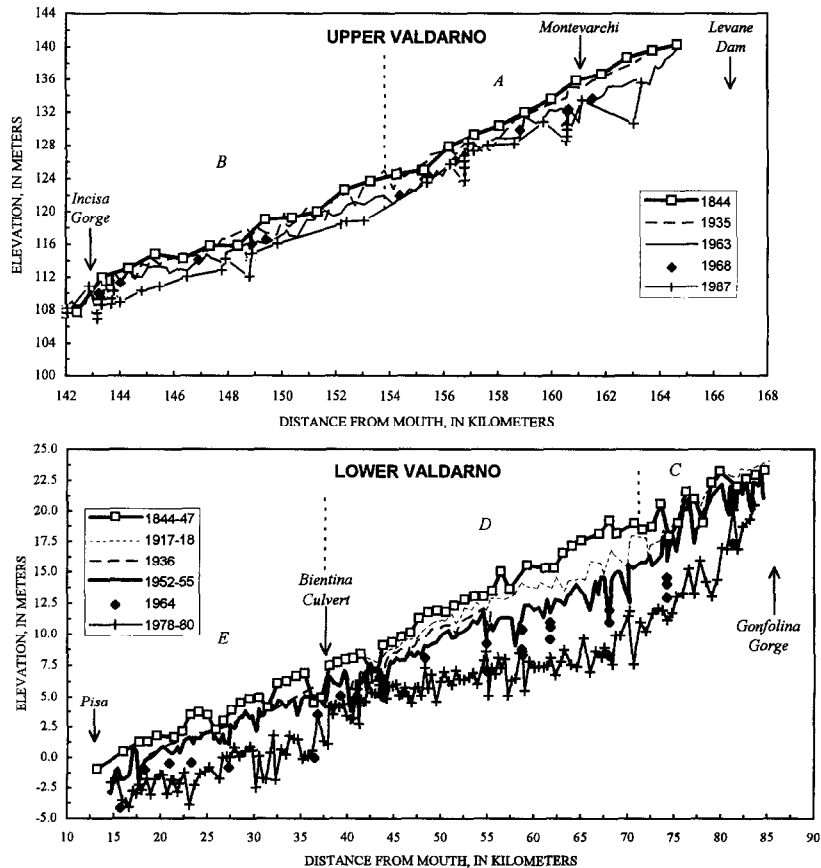 144
140
136
132
128
124
120
116
112
108
104
100
ELEVATION, IN METERS
UPPER VALDARNO
Montevarchi
Levane
Dam
A
B
Incisa
Gorge
1844
1935
1963
1968
1987
142 144 146 148 150 152 154 156 158 160 162 164 166 168
DISTANCE FROM MOUTH, IN KILOMETERS
25.0
22.5
20.0
17.5
15.0
12.5
10.0
7.5
5.0
2.5
0.0
-2.5
-5.0
ELEVATION, IN METERS
LOWER VALDARNO
C
D
E
1844-47
1917-18
1936
1952-55
1964
1978-80
Bientina
Culvert
Pisa
Gonfolina
Gorge
10 15 20 25 30 35 40 45 50 55 60 65 70 75 80 85 90
DISTANCE FROM MOUTH, IN KILOMETERS